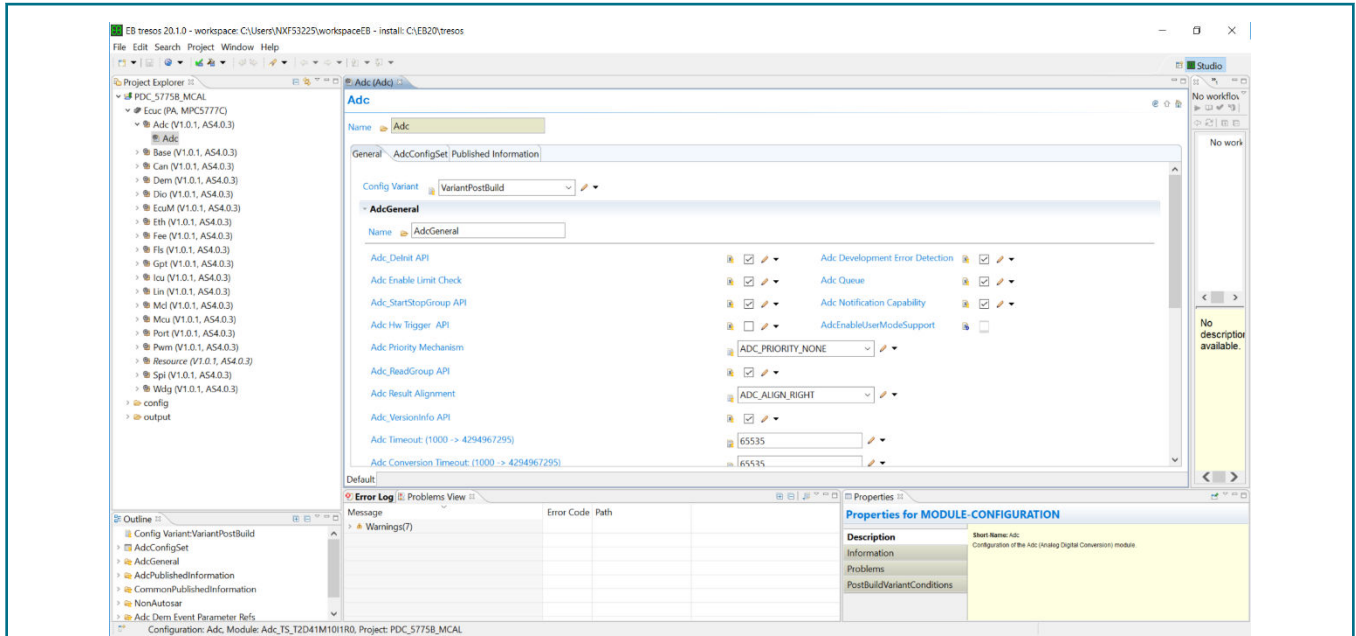 EB tresos 20.1.0 - workspace: C:\Users\NXF53225\workspaceEB - install: C:\EB20\tresos
File Edit Search Project Window Help
Studio
Project Explorer
PDC_5775B_MCAL
Ecuc (PA, MPC5777C)
Adc (V1.0.1, AS4.0.3)
Adc
Base (V1.0.1, AS4.0.3)
Can (V1.0.1, AS4.0.3)
Dem (V1.0.1, AS4.0.3)
Dio (V1.0.1, AS4.0.3)
EcuM (V1.0.1, AS4.0.3)
Eth (V1.0.1, AS4.0.3)
Fee (V1.0.1, AS4.0.3)
Fls (V1.0.1, AS4.0.3)
Gpt (V1.0.1, AS4.0.3)
Icu (V1.0.1, AS4.0.3)
Lin (V1.0.1, AS4.0.3)
Mcl (V1.0.1, AS4.0.3)
Mcu (V1.0.1, AS4.0.3)
Port (V1.0.1, AS4.0.3)
Pwm (V1.0.1, AS4.0.3)
Resource (V1.0.1, AS4.0.3)
Spi (V1.0.1, AS4.0.3)
Wdg (V1.0.1, AS4.0.3)
config
output
Adc (Adc)
Adc
Name Adc
General AdcConfigSet Published Information
Config Variant VariantPostBuild
AdcGeneral
Name AdcGeneral
Adc_DeInit API Adc Development Error Detection
Adc Enable Limit Check Adc Queue
Adc_StartStopGroup API Adc Notification Capability
Adc Hw Trigger API AdcEnableUserModeSupport
Adc Priority Mechanism ADC_PRIORITY_NONE
Adc_ReadGroup API
Adc Result Alignment ADC_ALIGN_RIGHT
Adc_VersionInfo API
Adc Timeout: (1000 -> 4294967295) 65535
Adc Conversion Timeout: (1000 -> 4294967295) 65535
Default
No workflow
No work
No
description
available.
Outline
Config Variant:VariantPostBuild
AdcConfigSet
AdcGeneral
AdcPublishedInformation
CommonPublishedInformation
NonAutosar
Adc Dem Event Parameter Refs
Error Log Problems View
Message Error Code Path
Warnings(7)
Properties
Properties for MODULE-CONFIGURATION
Description
Information
Problems
PostBuildVariantConditions
Short-Name: Adc
Configuration of the Adc (Analog Digital Conversion) module.
Configuration: Adc, Module: Adc_TS_T2D41M10I1R0, Project: PDC_5775B_MCAL